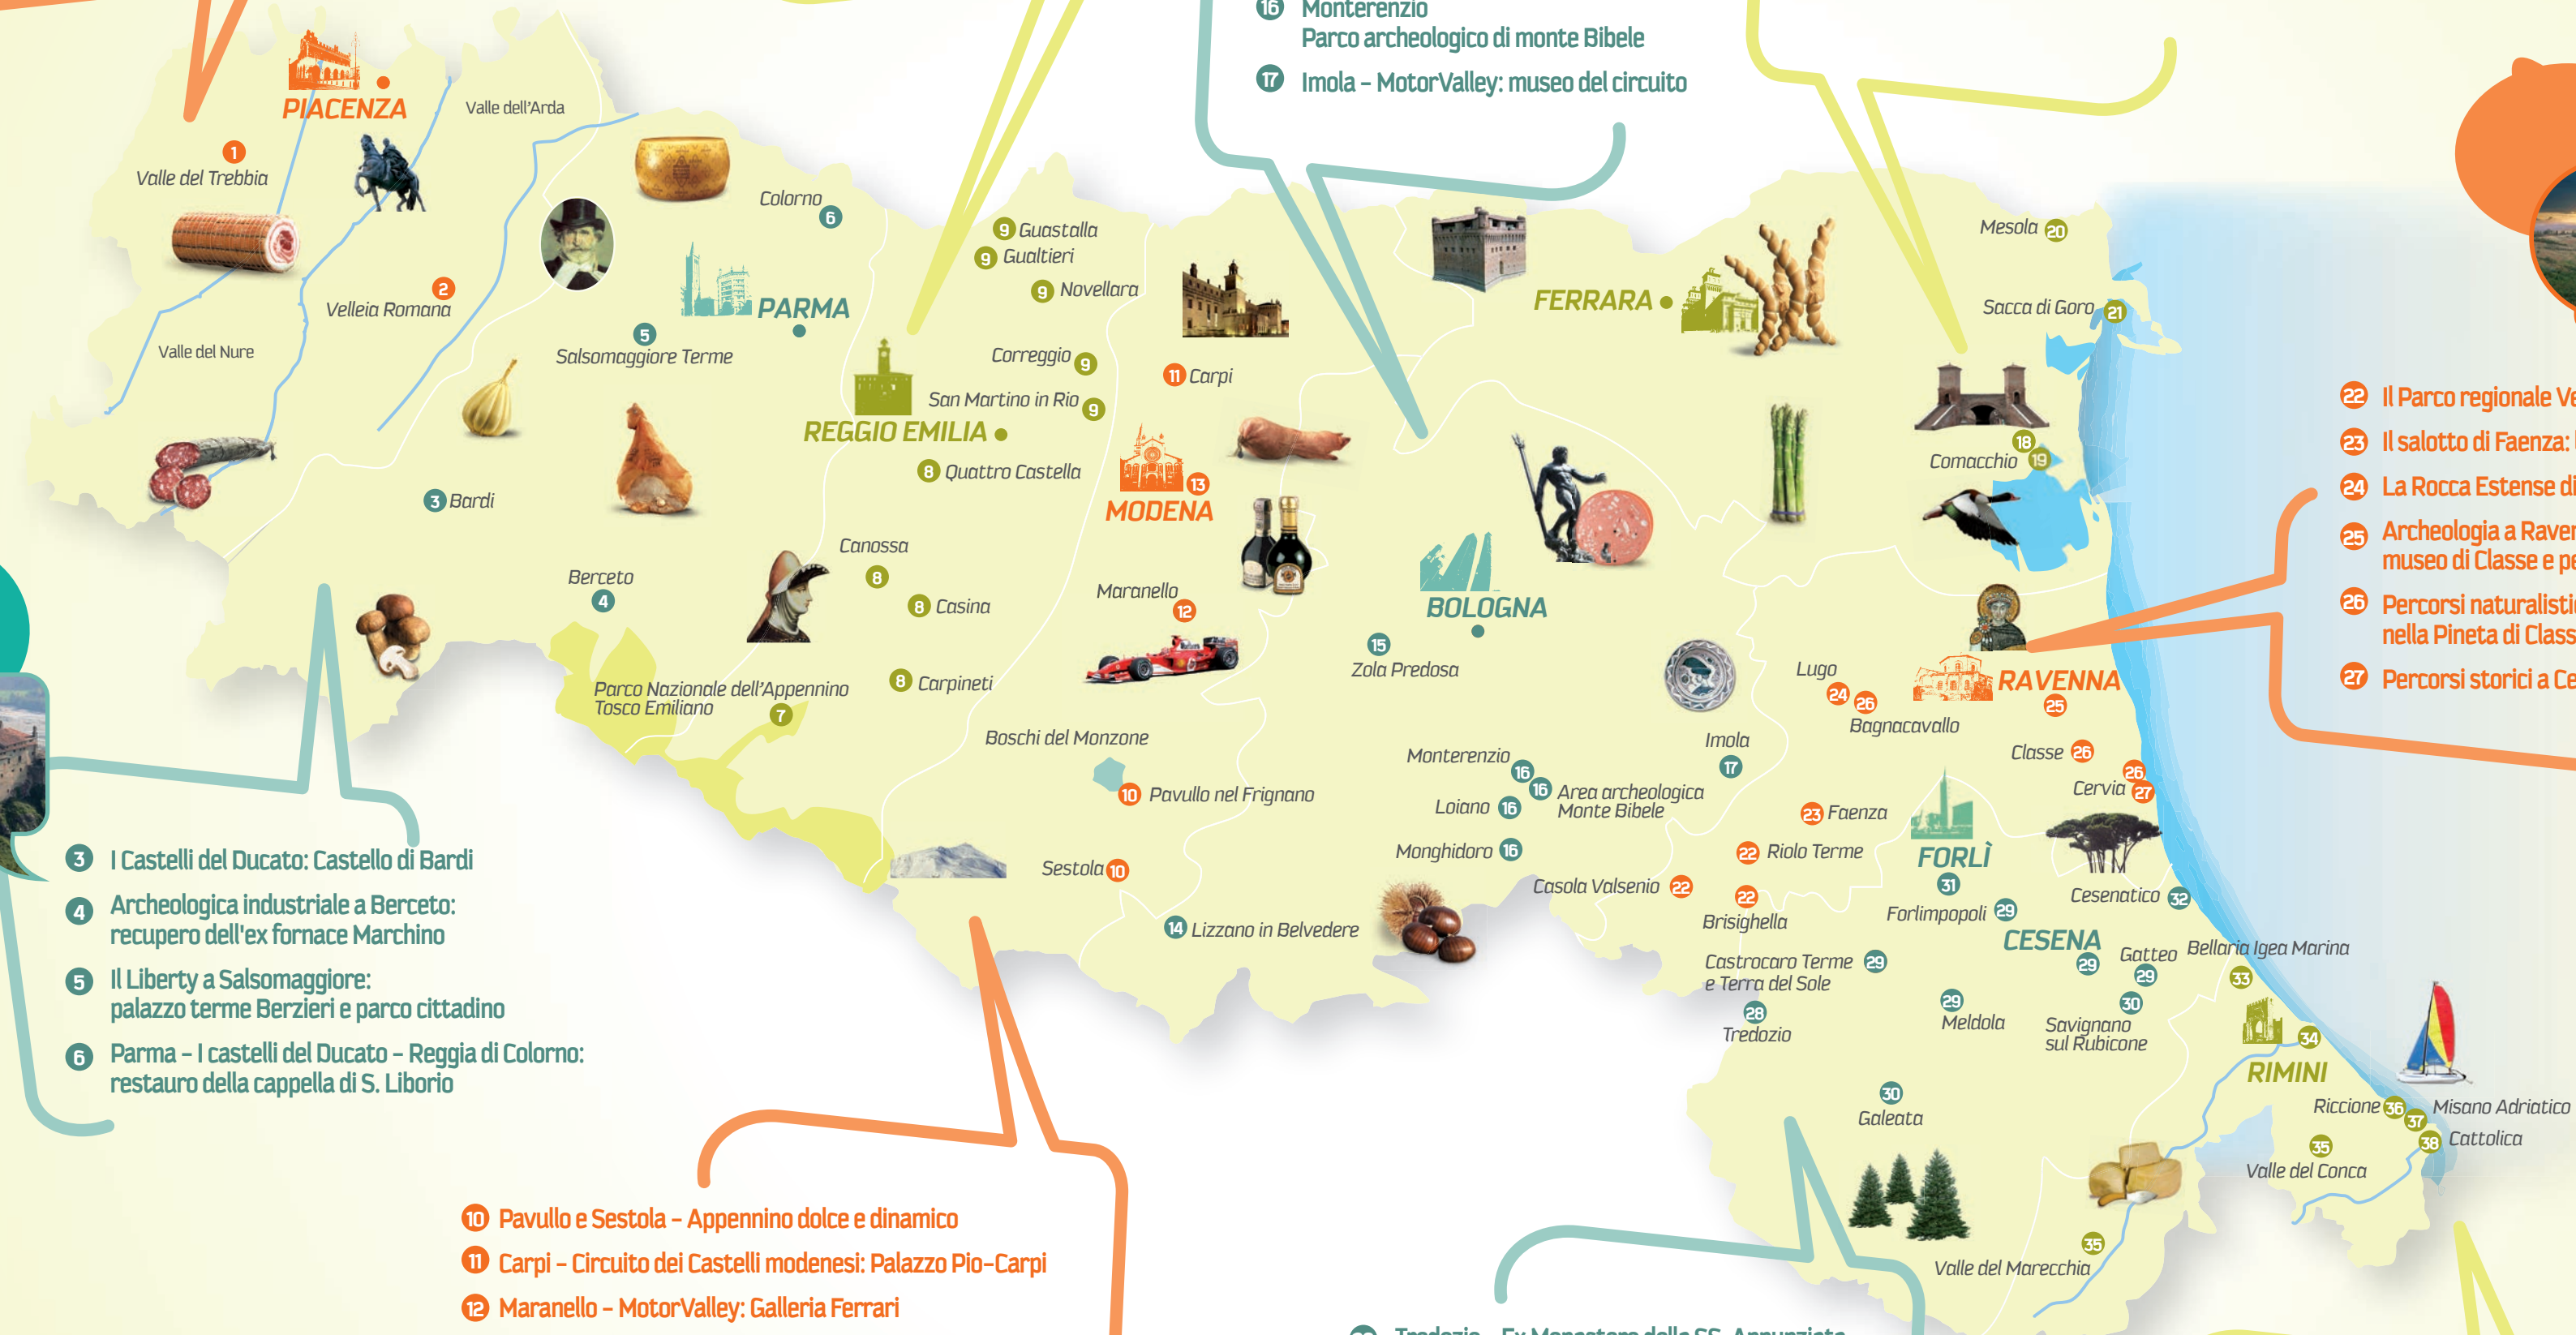 16 Monterenzio
Parco archeologico di monte Bibele
17 Imola - MotorValley: museo del circuito
PIACENZA
Valle dell'Arda
1
Valle del Trebbia
2
Velleia Romana
Valle del Nure
Colorno
6
PARMA
5
Salsomaggiore Terme
3 Bardi
Berceto
4
9 Guastalla
9 Gualtieri
9 Novellara
Correggio 9
San Martino in Rio 9
REGGIO EMILIA
8 Quattro Castella
Canossa
8
8 Casina
8 Carpineti
Parco Nazionale dell'Appennino
Tosco Emiliano
7
11 Carpi
13
MODENA
Maranello
12
Boschi del Monzone
10 Pavullo nel Frignano
Sestola 10
14 Lizzano in Belvedere
BOLOGNA
15
Zola Predosa
Monterenzio
16
16 Area archeologica
Monte Bibele
Loiano 16
Monghidoro 16
Imola
17
FERRARA
Mesola 20
Sacca di Goro 21
18
Comacchio 19
RAVENNA
25
Lugo
24 26
Bagnacavallo
Classe 26
26
Cervia 27
23 Faenza
22 Riolo Terme
Casola Valsenio 22
22
Brisighella
FORLÌ
31
Forlimpopoli 29
CESENA
29
Cesenatico 32
Gatteo
29
Bellaria Igea Marina
33
Castrocaro Terme 29
e Terra del Sole
28
Tredozio
29
Meldola
30
Savignano
sul Rubicone
30
Galeata
34
RIMINI
Riccione 36
37 Misano Adriatico
38 Cattolica
35
Valle del Conca
35
Valle del Marecchia
22 Il Parco regionale
23 Il salotto di Faenza:
24 La Rocca Estense di
25 Archeologia a
museo di Classe e
26 Percorsi
nella Pineta di
27 Percorsi storici a
3 I Castelli del Ducato: Castello di Bardi
4 Archeologica industriale a Berceto:
recupero dell'ex fornace Marchino
5 Il Liberty a Salsomaggiore:
palazzo terme Berzieri e parco cittadino
6 Parma - I castelli del Ducato - Reggia di Colorno:
restauro della cappella di S. Liborio
10 Pavullo e Sestola - Appennino dolce e dinamico
11 Carpi - Circuito dei Castelli modenesi: Palazzo Pio-Carpi
12 Maranello - MotorValley: Galleria Ferrari
Tredozio - Ex Monastero della SS. Annunziata